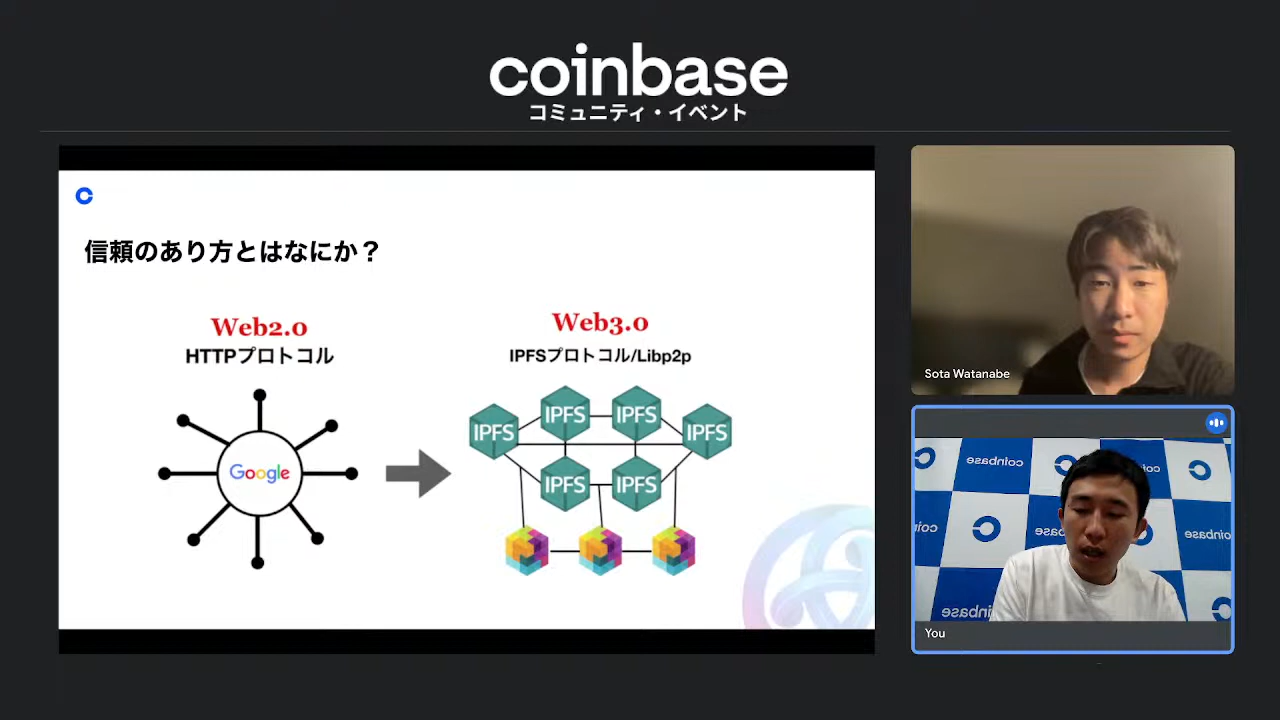 coinbase
コミュニティ・イベント
信頼のあり方とはなにか？
Web2.0
HTTPプロトコル
Google
Web3.0
IPFSプロトコル/Libp2p
IPFS
IPFS
IPFS
IPFS
IPFS
IPFS
Sota Watanabe
coinbase
coinbase
coinbase
coinbase
coinbase
You